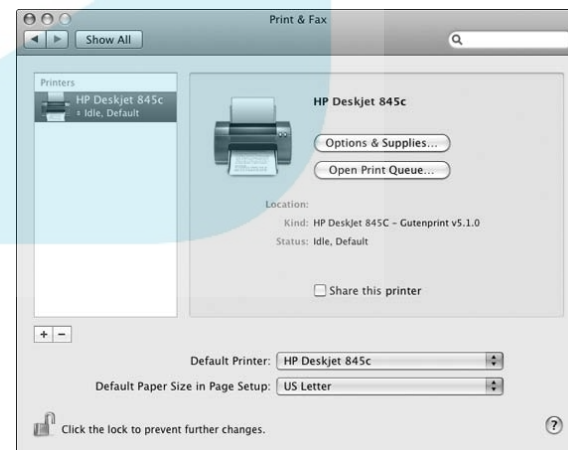 Print & Fax
Show All
Printers
HP Deskjet 845c
Idle, Default
HP Deskjet 845c
Options & Supplies...
Open Print Queue...
Location:
Kind: HP DeskJet 845C – Gutenprint v5.1.0
Status: Idle, Default
Share this printer
+ −
Default Printer: HP Deskjet 845c
Default Paper Size in Page Setup: US Letter
Click the lock to prevent further changes.
?